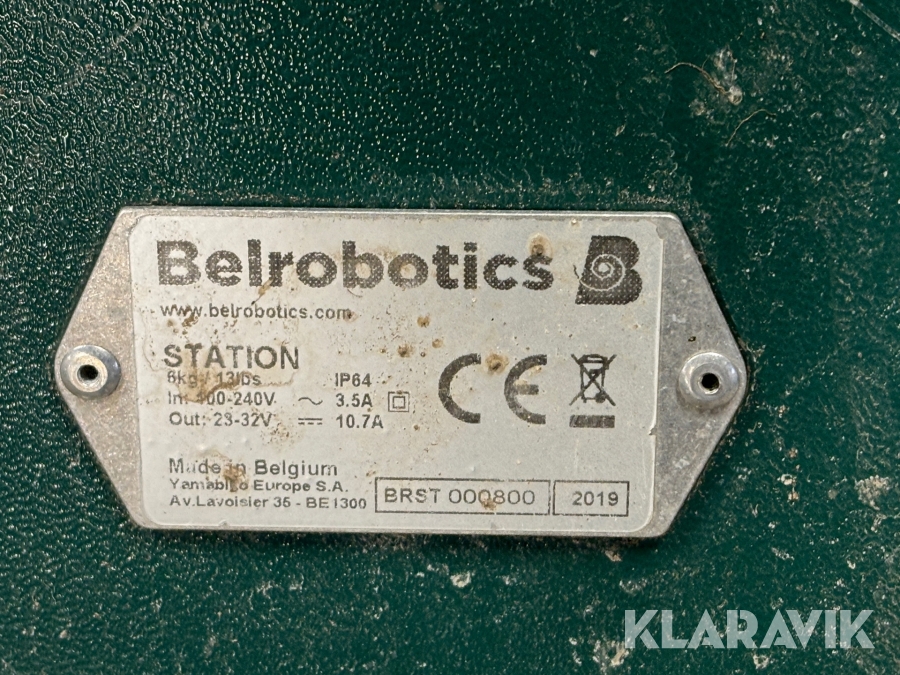 Belrobotics B
www.belrobotics.com
STATION
6kg / 13lbs IP64
In: 100-240V ~ 3.5A
Out: 23-32V ⎓ 10.7A
CE
Made in Belgium
Yamabiko Europe S.A.
Av.Lavoisier 35 - BE1300
BRST 000800 2019
KLARAVIK